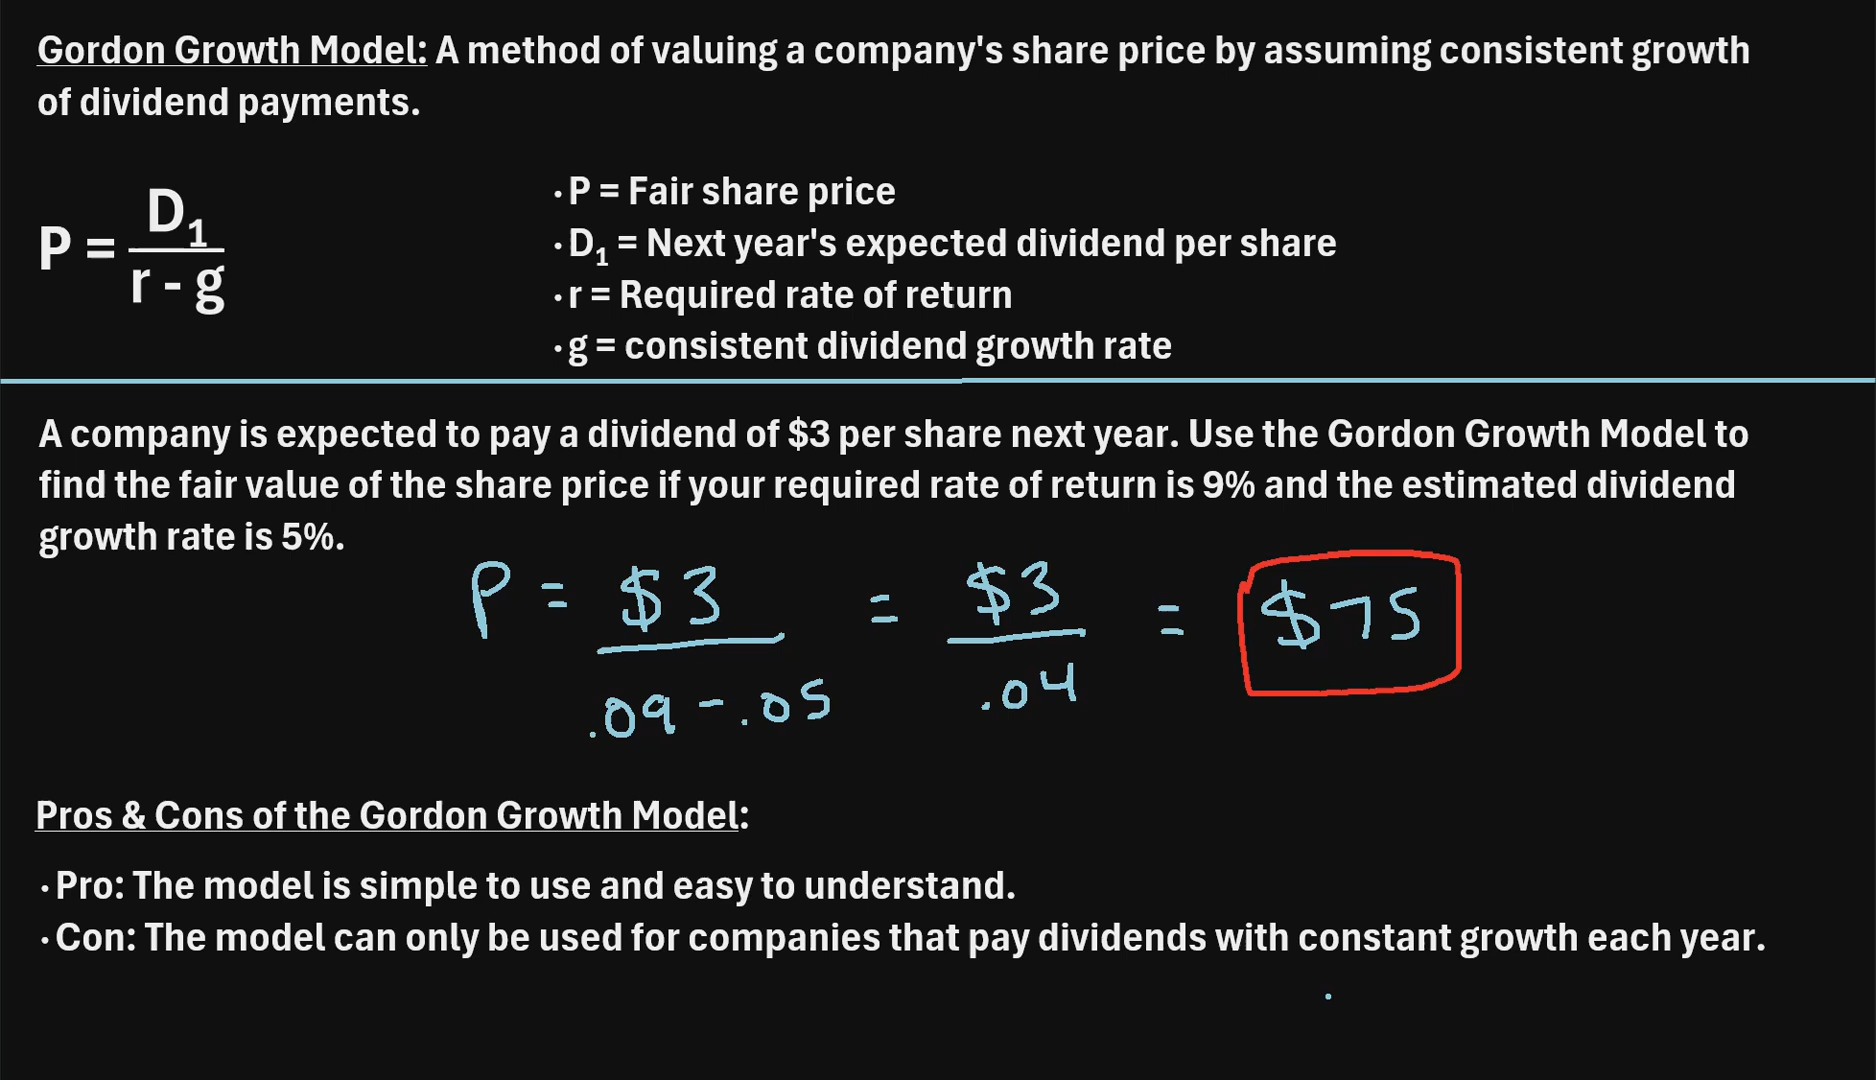 Gordon Growth Model: A method of valuing a company's share price by assuming consistent growth
of dividend payments.
P = D₁ / r - g
· P = Fair share price
· D₁ = Next year's expected dividend per share
· r = Required rate of return
· g = consistent dividend growth rate
A company is expected to pay a dividend of $3 per share next year. Use the Gordon Growth Model to
find the fair value of the share price if your required rate of return is 9% and the estimated dividend
growth rate is 5%.
P = $3 / .09 - .05 = $3 / .04 = $75
Pros & Cons of the Gordon Growth Model:
· Pro: The model is simple to use and easy to understand.
· Con: The model can only be used for companies that pay dividends with constant growth each year.